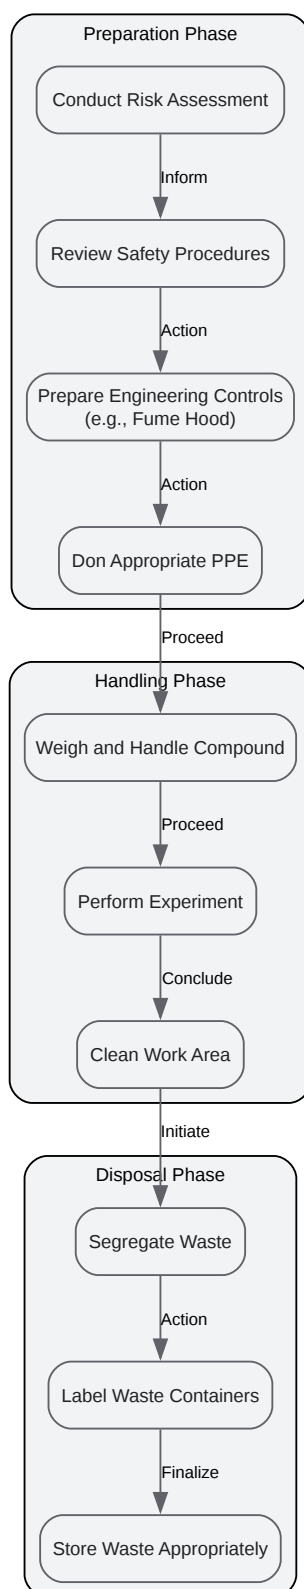 Preparation Phase
Conduct Risk Assessment
Inform
Review Safety Procedures
Action
Prepare Engineering Controls
(e.g., Fume Hood)
Action
Don Appropriate PPE
Proceed
Handling Phase
Weigh and Handle Compound
Proceed
Perform Experiment
Conclude
Clean Work Area
Initiate
Disposal Phase
Segregate Waste
Action
Label Waste Containers
Finalize
Store Waste Appropriately